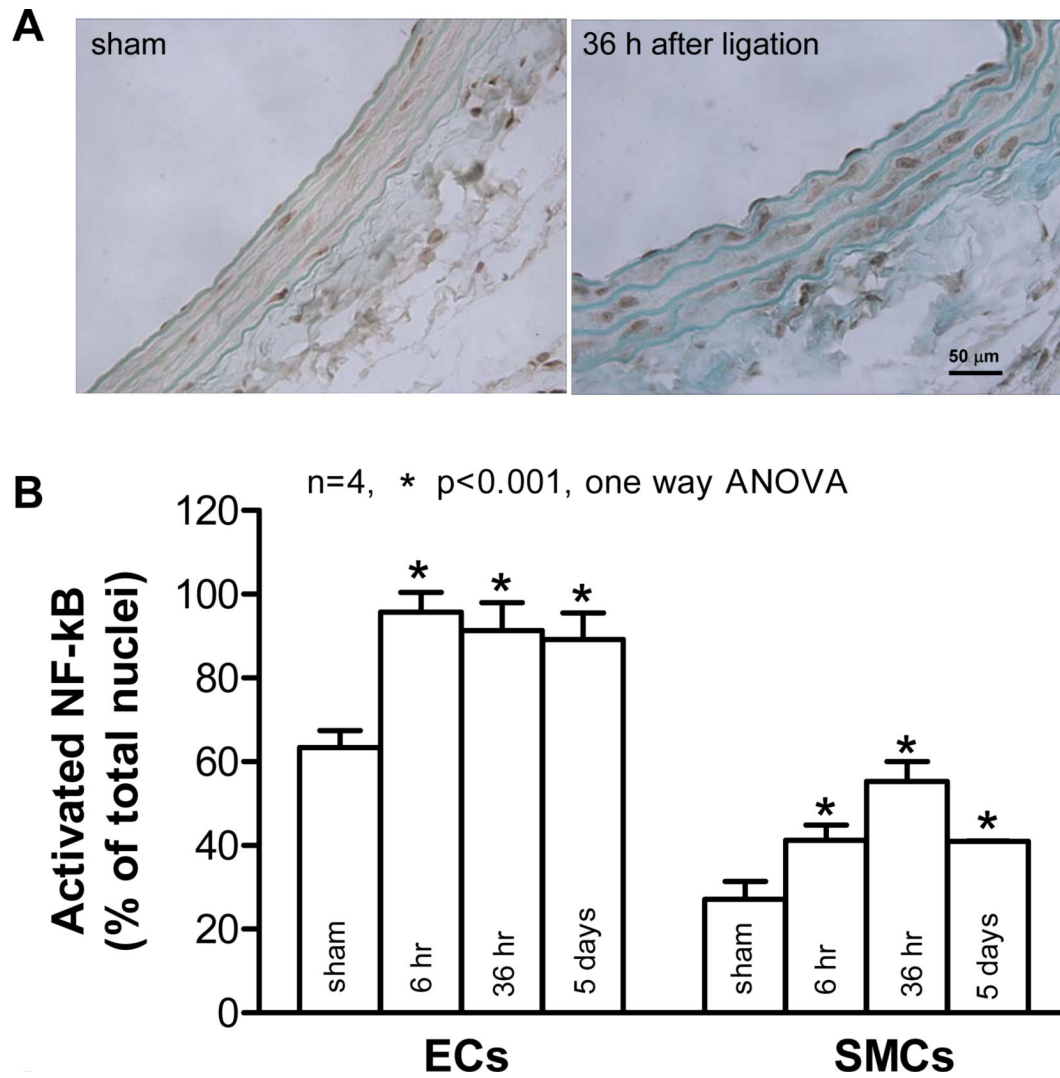 A
sham
36 h after ligation
50 µm
B
n=4, * p<0.001, one way ANOVA
Activated NF-kB
(% of total nuclei)
120
100
80
60
40
20
0
* * *
* * *
sham
6 hr
36 hr
5 days
sham
6 hr
36 hr
5 days
ECs
SMCs